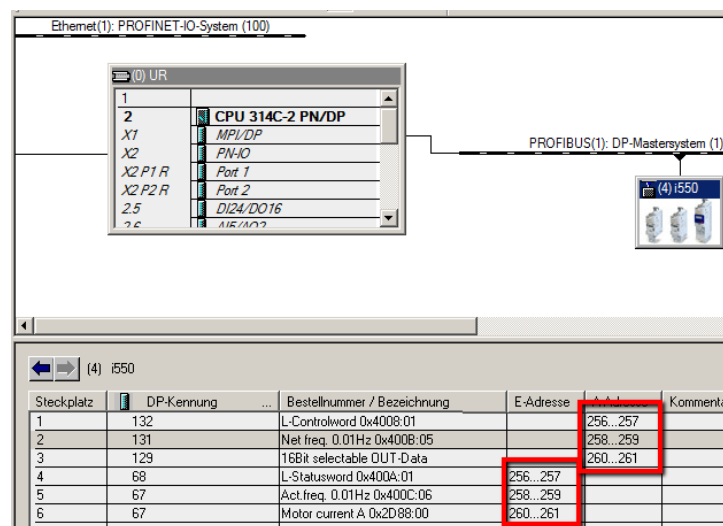 Ethernet(1): PROFINET-IO-System (100)
(0) UR
1
2 CPU 314C-2 PN/DP
X1 MPI/DP
X2 PN-IO
X2 P1 R Port 1
X2 P2 R Port 2
2.5 DI24/DO16
2.6 AI5/AO2
PROFIBUS(1): DP-Mastersystem (1)
(4) i550
(4) i550
Steckplatz DP-Kennung ... Bestellnummer / Bezeichnung E-Adresse A-Adresse Kommenta
1 132 L-Controlword 0x4008:01 256...257
2 131 Net freq. 0.01Hz 0x400B:05 258...259
3 129 16Bit selectable OUT-Data 260...261
4 68 L-Statusword 0x400A:01 256...257
5 67 Act.freq. 0.01Hz 0x400C:06 258...259
6 67 Motor current A 0x2D88:00 260...261